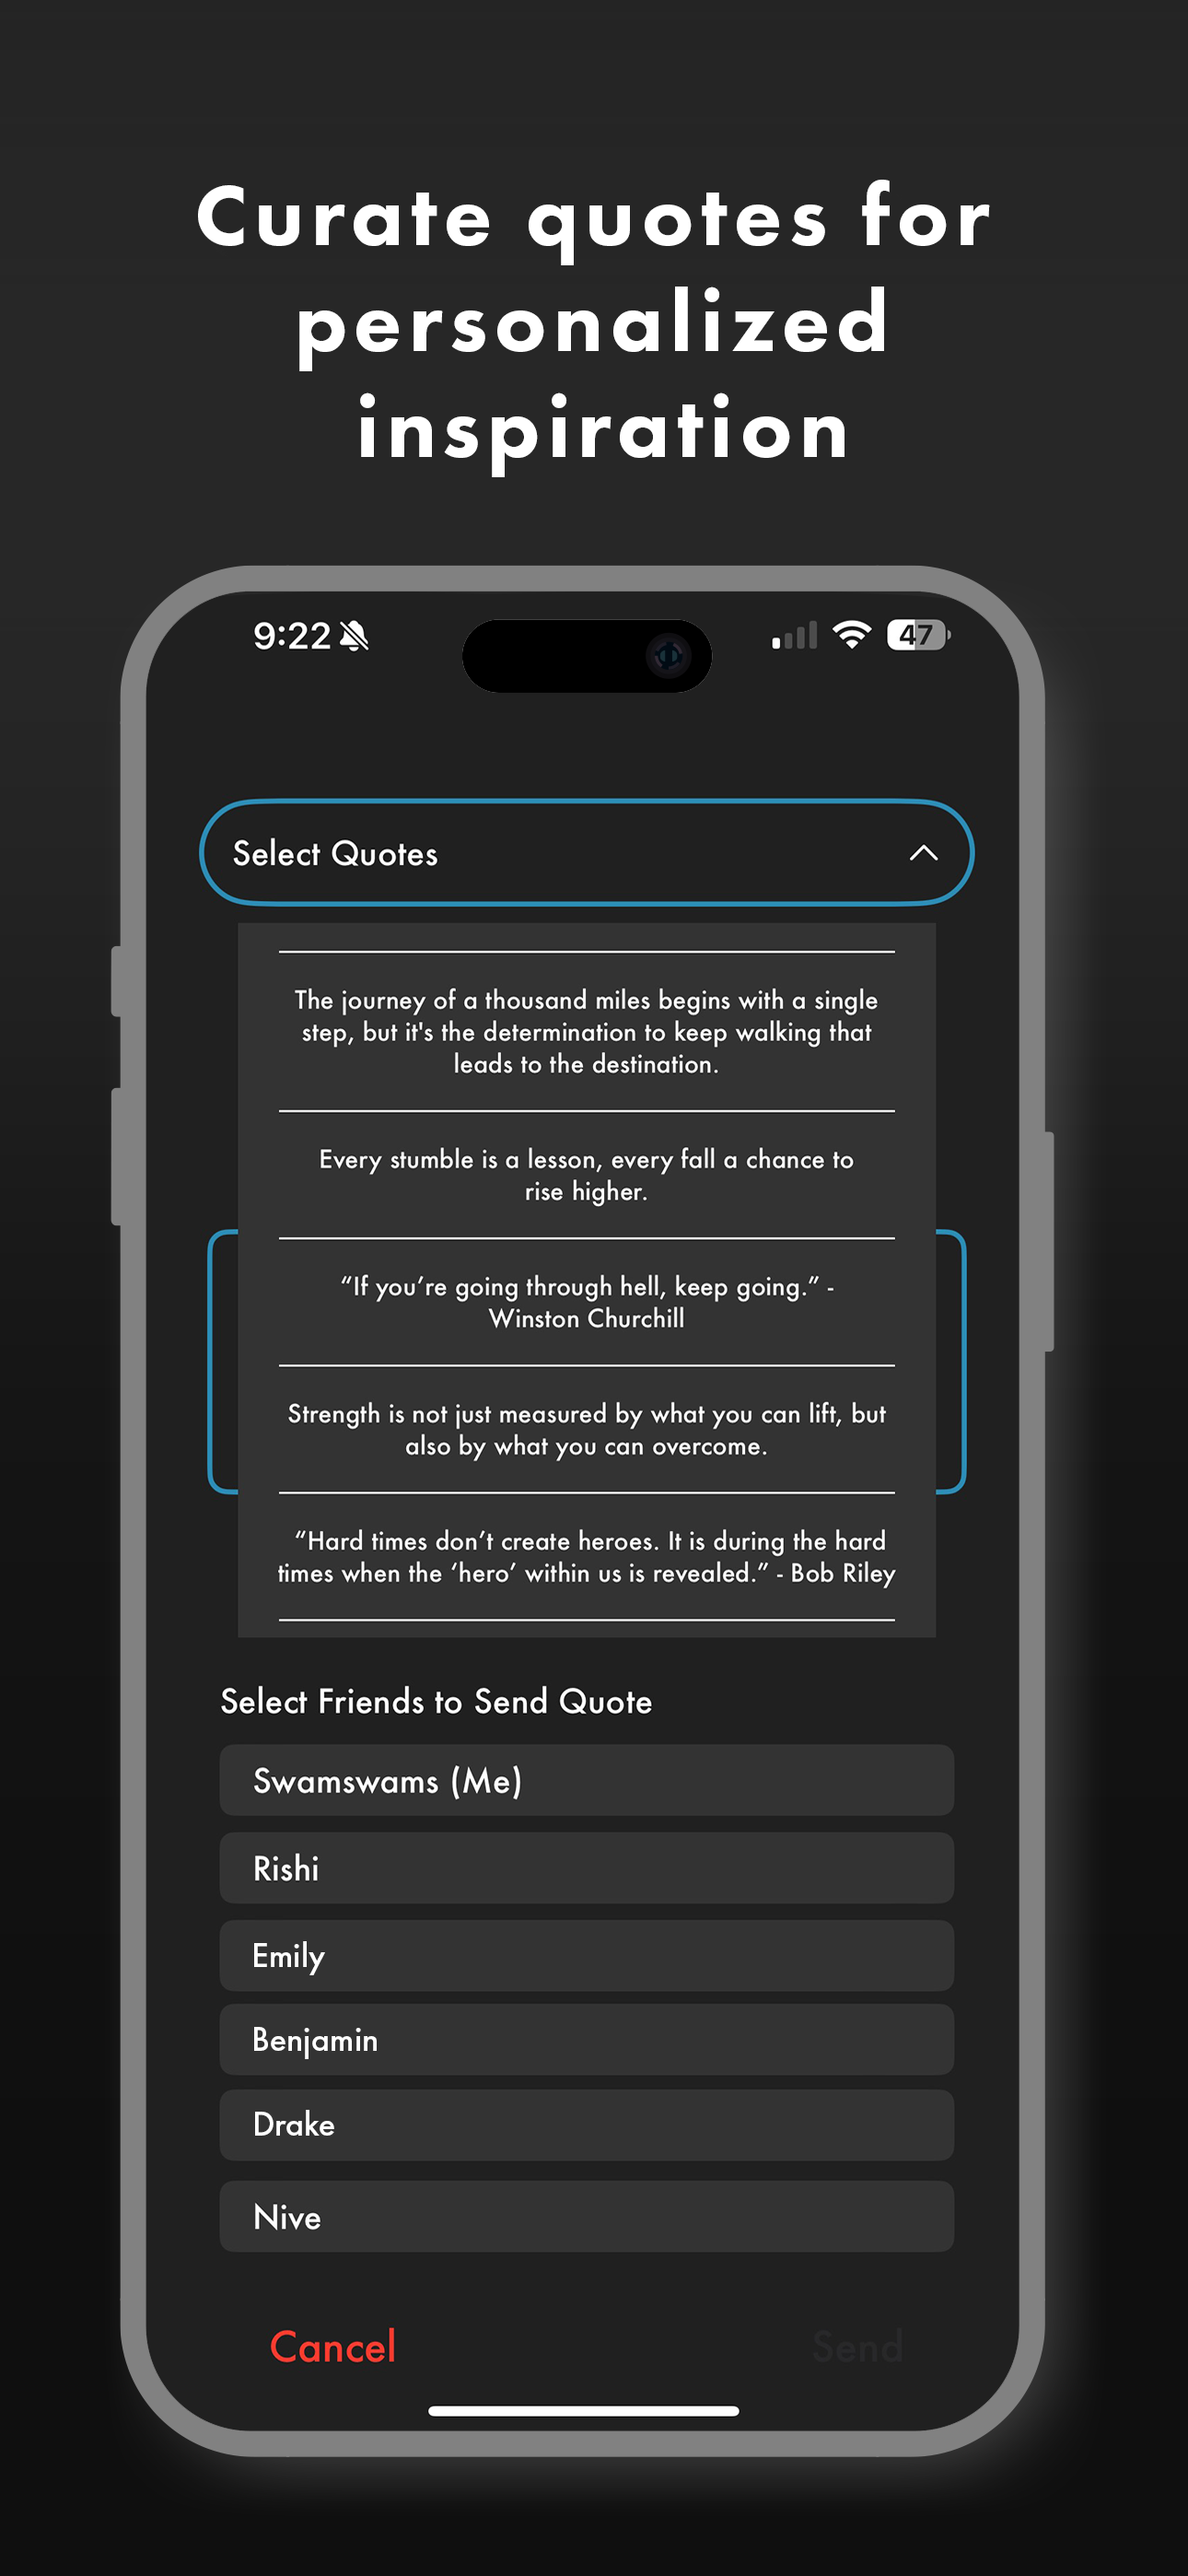 Curate quotes for
personalized
inspiration
9:22
47
Select Quotes
The journey of a thousand miles begins with a single
step, but it's the determination to keep walking that
leads to the destination.
Every stumble is a lesson, every fall a chance to
rise higher.
“If you’re going through hell, keep going.” -
Winston Churchill
Strength is not just measured by what you can lift, but
also by what you can overcome.
“Hard times don’t create heroes. It is during the hard
times when the ‘hero’ within us is revealed.” - Bob Riley
Select Friends to Send Quote
Swamswams (Me)
Rishi
Emily
Benjamin
Drake
Nive
Cancel
Send